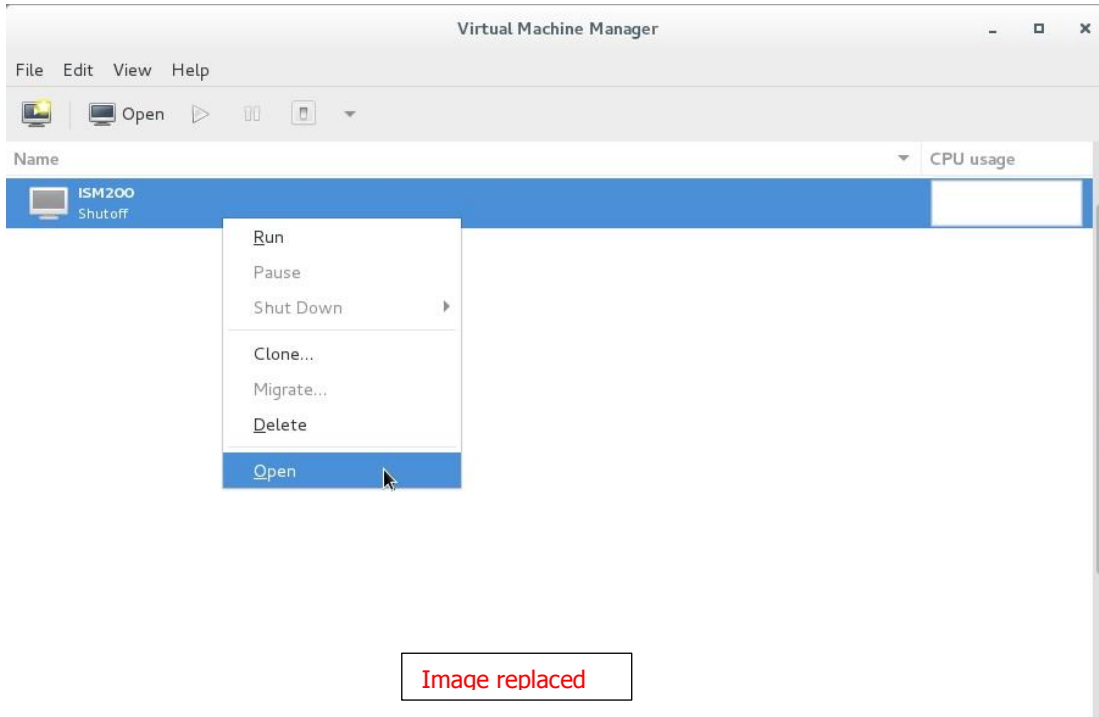 Virtual Machine Manager
File Edit View Help
Open
Name CPU usage
ISM200
Shutoff
Run
Pause
Shut Down
Clone...
Migrate...
Delete
Open
Image replaced